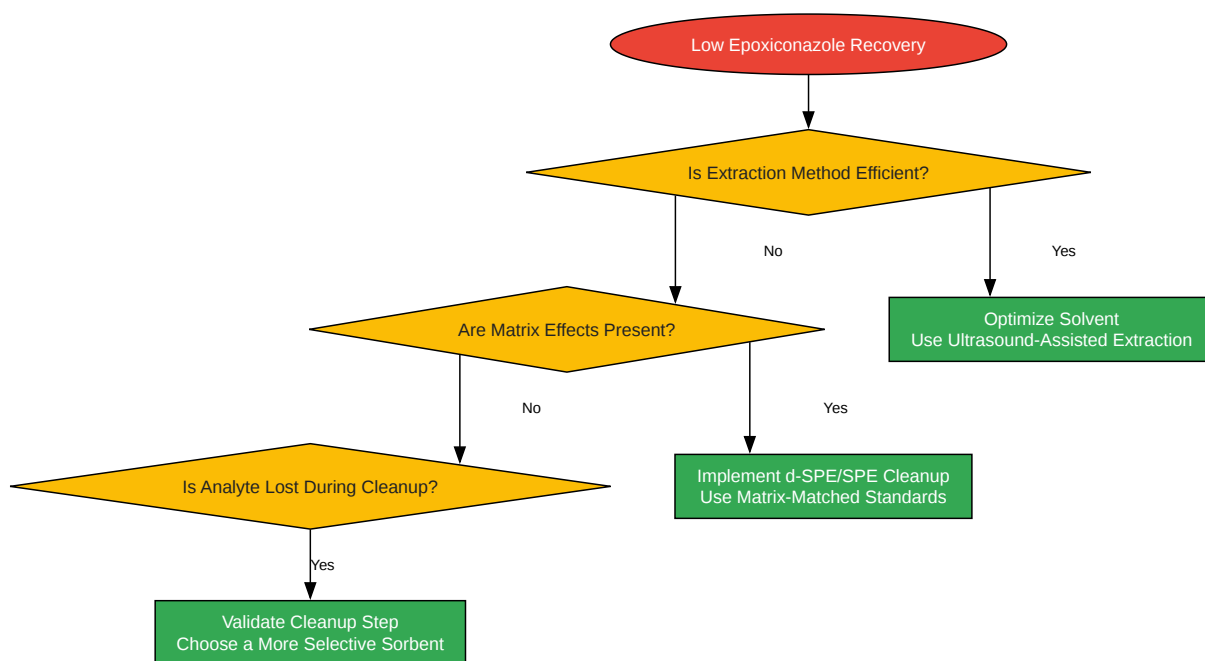 Low Epoxiconazole Recovery
Is Extraction Method Efficient?
No
Yes
Are Matrix Effects Present?
Optimize Solvent
Use Ultrasound-Assisted Extraction
No
Yes
Is Analyte Lost During Cleanup?
Implement d-SPE/SPE Cleanup
Use Matrix-Matched Standards
Yes
Validate Cleanup Step
Choose a More Selective Sorbent